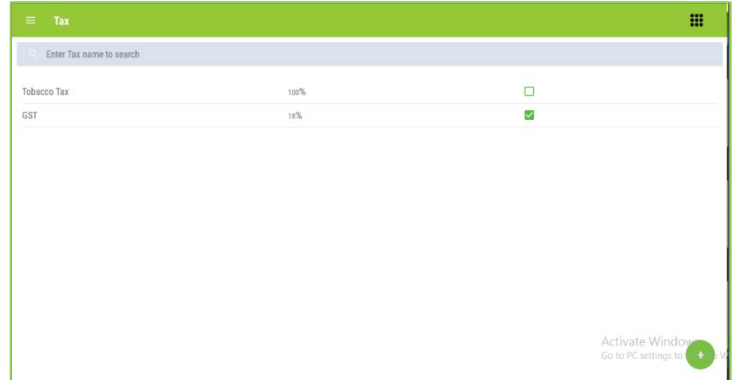 Tax
Enter Tax name to search
Tobacco Tax 100%
GST 18%
Activate Windows
Go to PC settings to